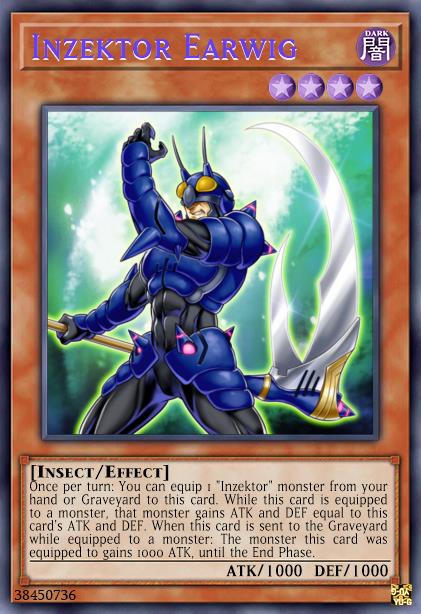 Inzektor Earwig
DARK
闇
[Insect/Effect]
Once per turn: You can equip 1 "Inzektor" monster from your
hand or Graveyard to this card. While this card is equipped
to a monster, that monster gains ATK and DEF equal to this
card's ATK and DEF. When this card is sent to the Graveyard
while equipped to a monster: The monster this card was
equipped to gains 1000 ATK, until the End Phase.
ATK/1000 DEF/1000
38450736